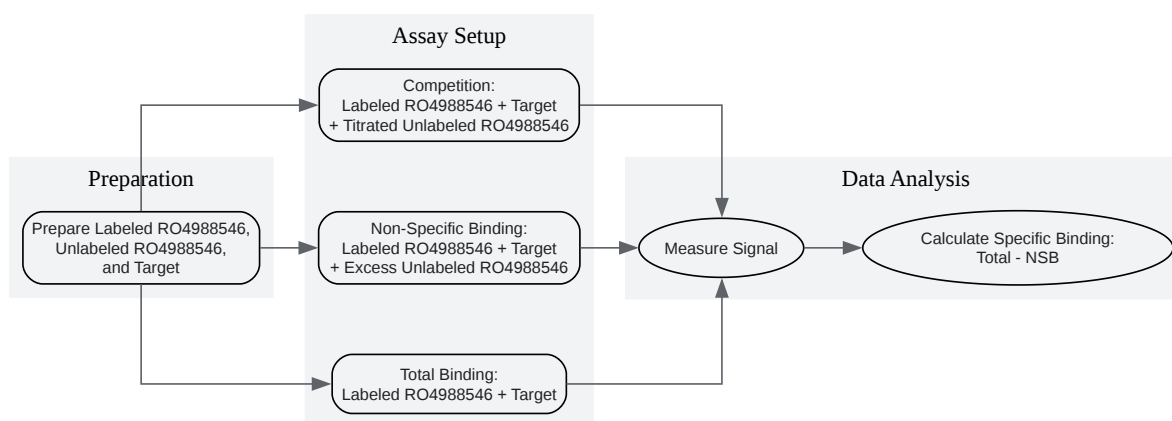 Assay Setup
Competition:
Labeled RO4988546 + Target
+ Titrated Unlabeled RO4988546
Preparation
Prepare Labeled RO4988546,
Unlabeled RO4988546,
and Target
Non-Specific Binding:
Labeled RO4988546 + Target
+ Excess Unlabeled RO4988546
Total Binding:
Labeled RO4988546 + Target
Data Analysis
Measure Signal
Calculate Specific Binding:
Total - NSB